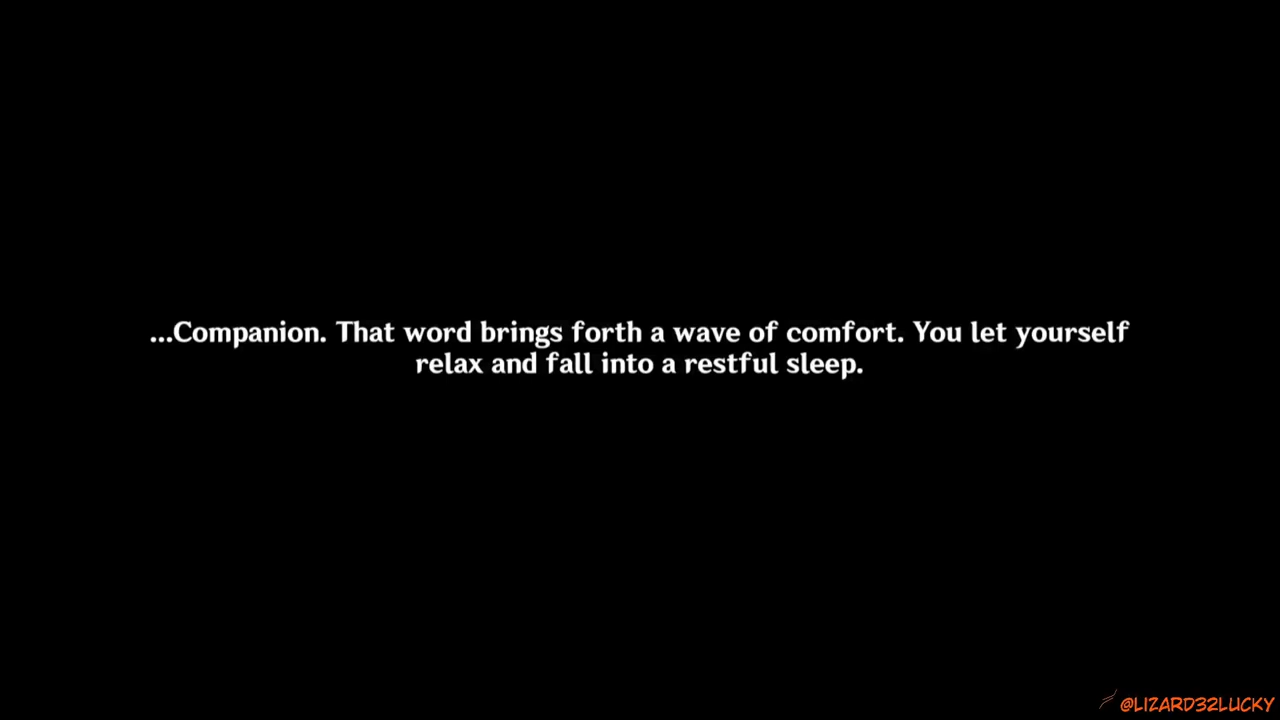 ...Companion. That word brings forth a wave of comfort. You let yourself
relax and fall into a restful sleep.
@LIZARD32LUCKY